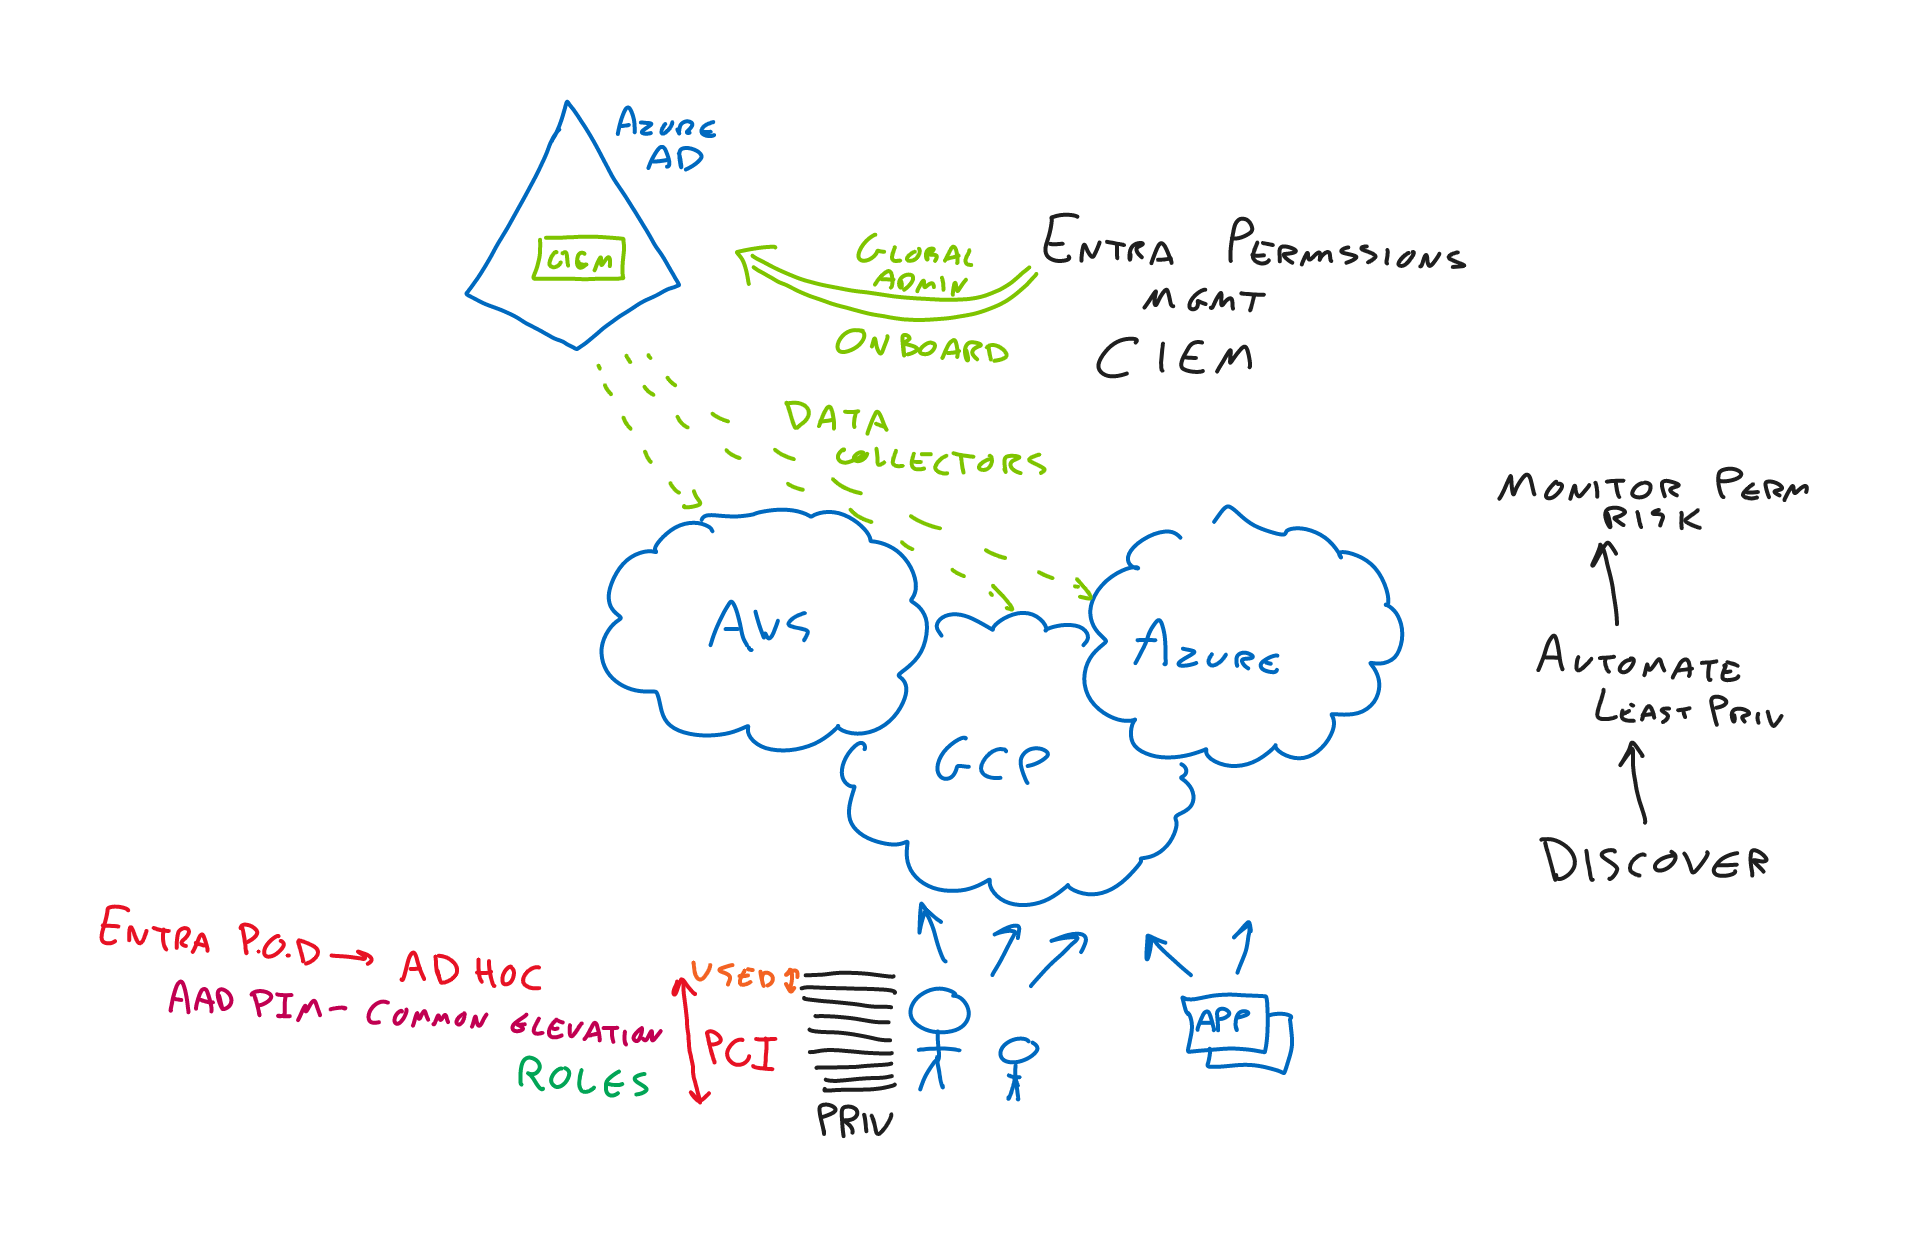 AZURE
AD
CIEM
GLOBAL
ADMIN
ONBOARD
ENTRA PERMSSIONS
MGMT
CIEM
DATA
COLLECTORS
MONITOR PERM
RISK
AUTOMATE
LEAST PRIV
DISCOVER
AWS
AZURE
GCP
ENTRA P.O.D → AD HOC
AAD PIM - COMMON ELEVATION
ROLES
USED
PCI
PRIV
APP